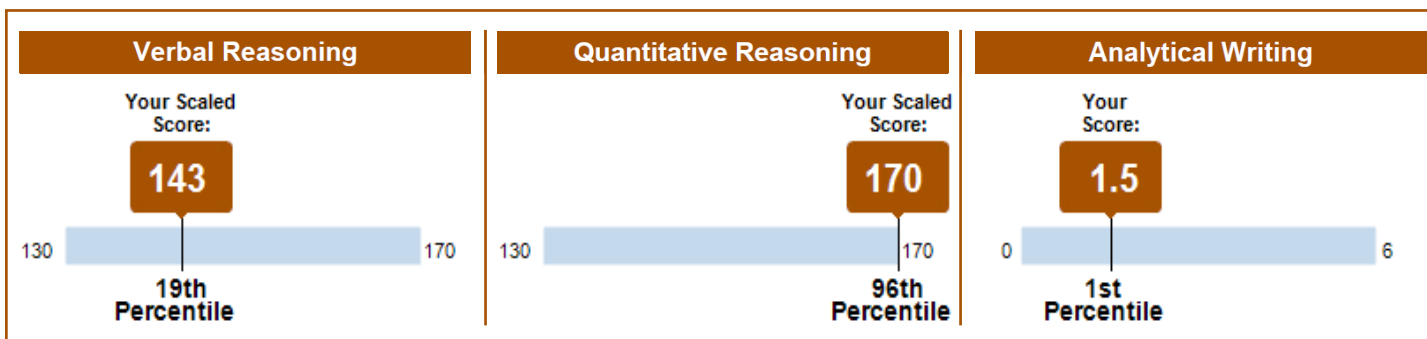 Verbal Reasoning
Your Scaled
Score:
143
130
170
19th
Percentile
Quantitative Reasoning
Your Scaled
Score:
170
130
170
96th
Percentile
Analytical Writing
Your
Score:
1.5
0
6
1st
Percentile